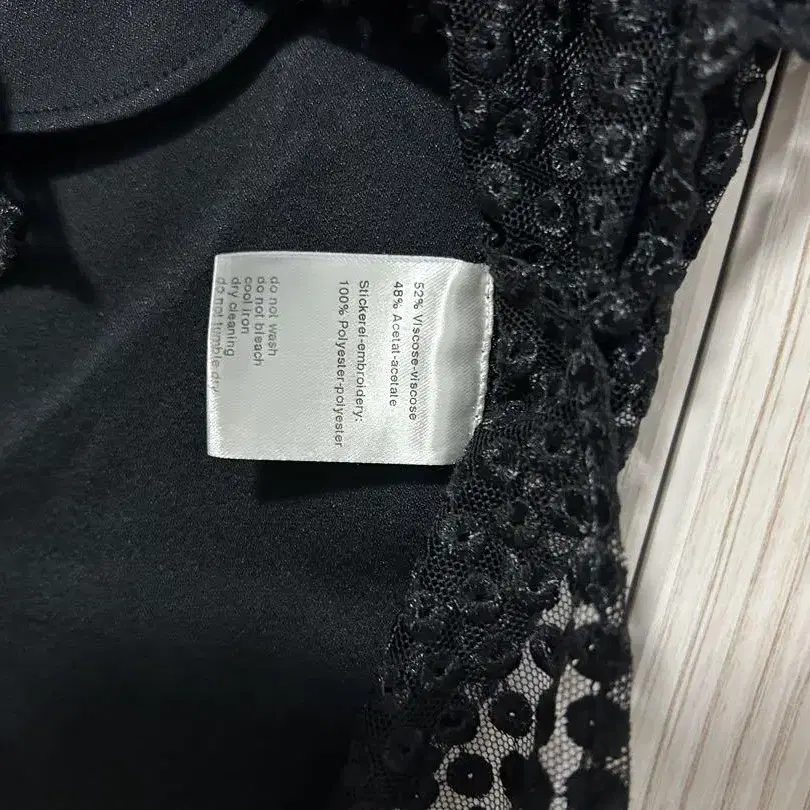 52% Viscose-viscose
48% Acetat-acetate
Stickerei-embroidery:
100% Polyester-polyester
do not wash
do not bleach
cool iron
dry cleaning
do not tumble dry